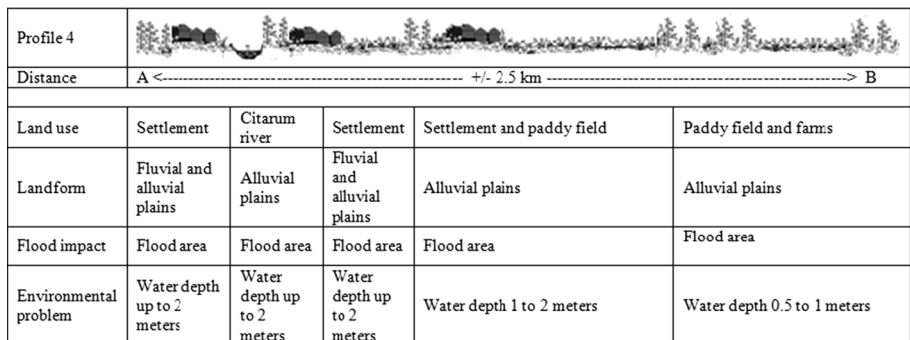 Profile 4
Distance
A <---------------------------------------------------- +/- 2.5 km ----------------------------------------------------> B
Land use
Settlement
Citarum
river
Settlement
Settlement and paddy field
Paddy field and farms
Landform
Fluvial and
alluvial
plains
Alluvial
plains
Fluvial
and
alluvial
plains
Alluvial plains
Alluvial plains
Flood impact
Flood area
Flood area
Flood area
Flood area
Flood area
Environmental
problem
Water depth
up to 2
meters
Water
depth up
to 2
meters
Water
depth up
to 2
meters
Water depth 1 to 2 meters
Water depth 0.5 to 1 meters